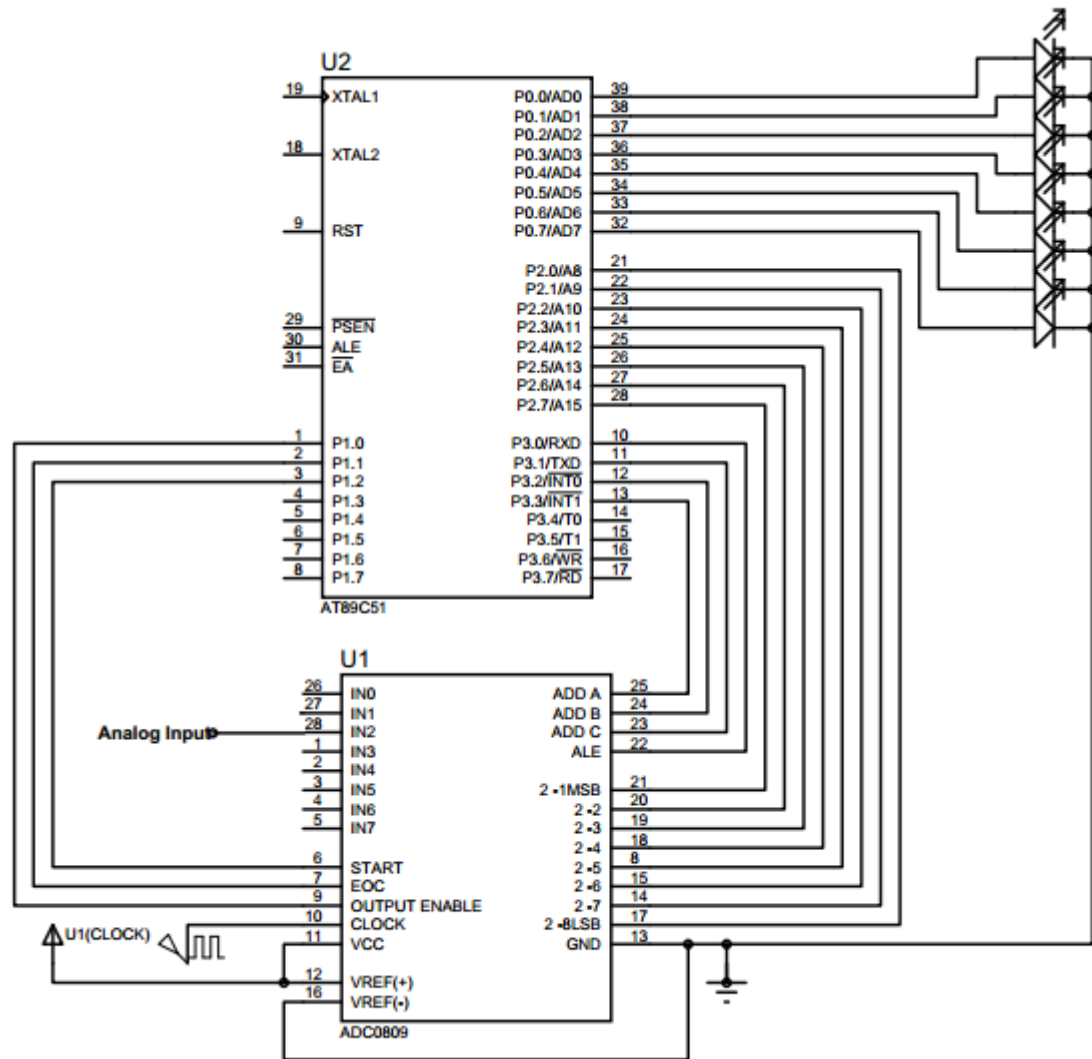 U2
19 XTAL1 P0.0/AD0 39
P0.1/AD1 38
P0.2/AD2 37
18 XTAL2 P0.3/AD3 36
P0.4/AD4 35
P0.5/AD5 34
P0.6/AD6 33
9 RST P0.7/AD7 32
P2.0/A8 21
P2.1/A9 22
P2.2/A10 23
29 PSEN P2.3/A11 24
30 ALE P2.4/A12 25
31 EA P2.5/A13 26
P2.6/A14 27
P2.7/A15 28
1 P1.0 P3.0/RXD 10
2 P1.1 P3.1/TXD 11
3 P1.2 P3.2/INT0 12
4 P1.3 P3.3/INT1 13
5 P1.4 P3.4/T0 14
6 P1.5 P3.5/T1 15
7 P1.6 P3.6/WR 16
8 P1.7 P3.7/RD 17
AT89C51
U1
26 IN0 ADD A 25
27 IN1 ADD B 24
Analog Input 28 IN2 ADD C 23
1 IN3 ALE 22
2 IN4
3 IN5 2 -1MSB 21
4 IN6 2 -2 20
5 IN7 2 -3 19
2 -4 18
6 START 2 -5 8
7 EOC 2 -6 15
9 OUTPUT ENABLE 2 -7 14
10 CLOCK 2 -8LSB 17
U1(CLOCK) 11 VCC GND 13
12 VREF(+)
16 VREF(-)
ADC0809